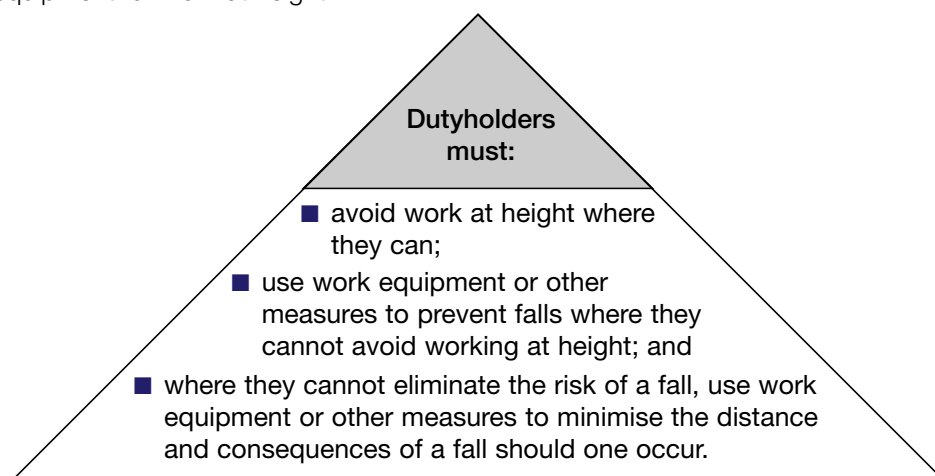 Dutyholders
must:
■ avoid work at height where
they can;
■ use work equipment or other
measures to prevent falls where they
cannot avoid working at height; and
■ where they cannot eliminate the risk of a fall, use work
equipment or other measures to minimise the distance
and consequences of a fall should one occur.